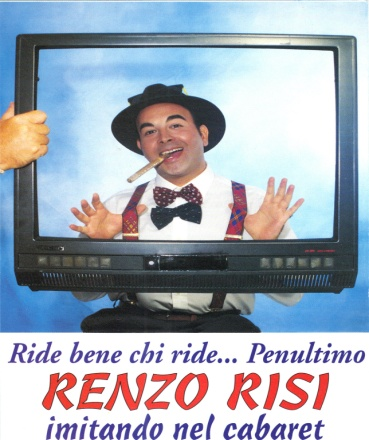 Ride bene chi ride... Penultimo
RENZO RISI
imitando nel cabaret